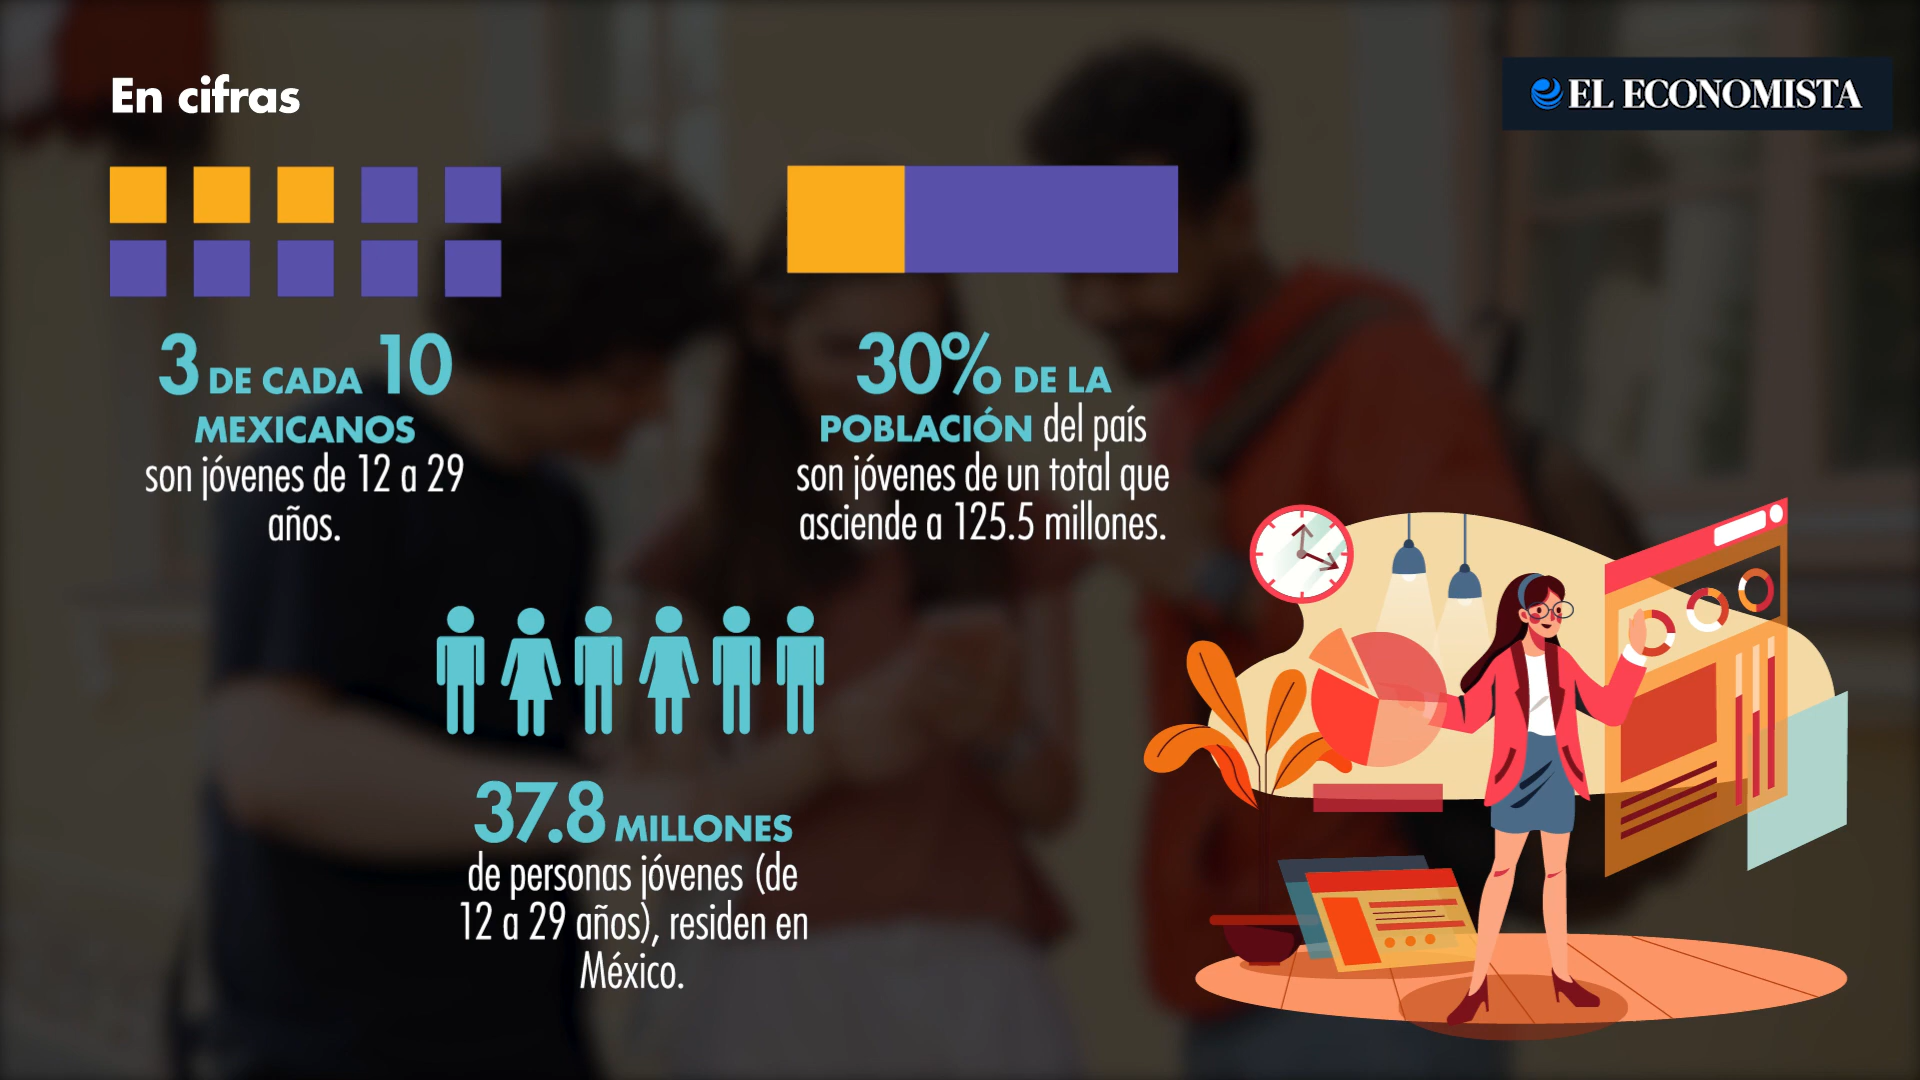 En cifras
EL ECONOMISTA
3 DE CADA 10
MEXICANOS
son jóvenes de 12 a 29
años.
30% DE LA
POBLACIÓN del país
son jóvenes de un total que
asciende a 125.5 millones.
37.8 MILLONES
de personas jóvenes (de
12 a 29 años), residen en
México.